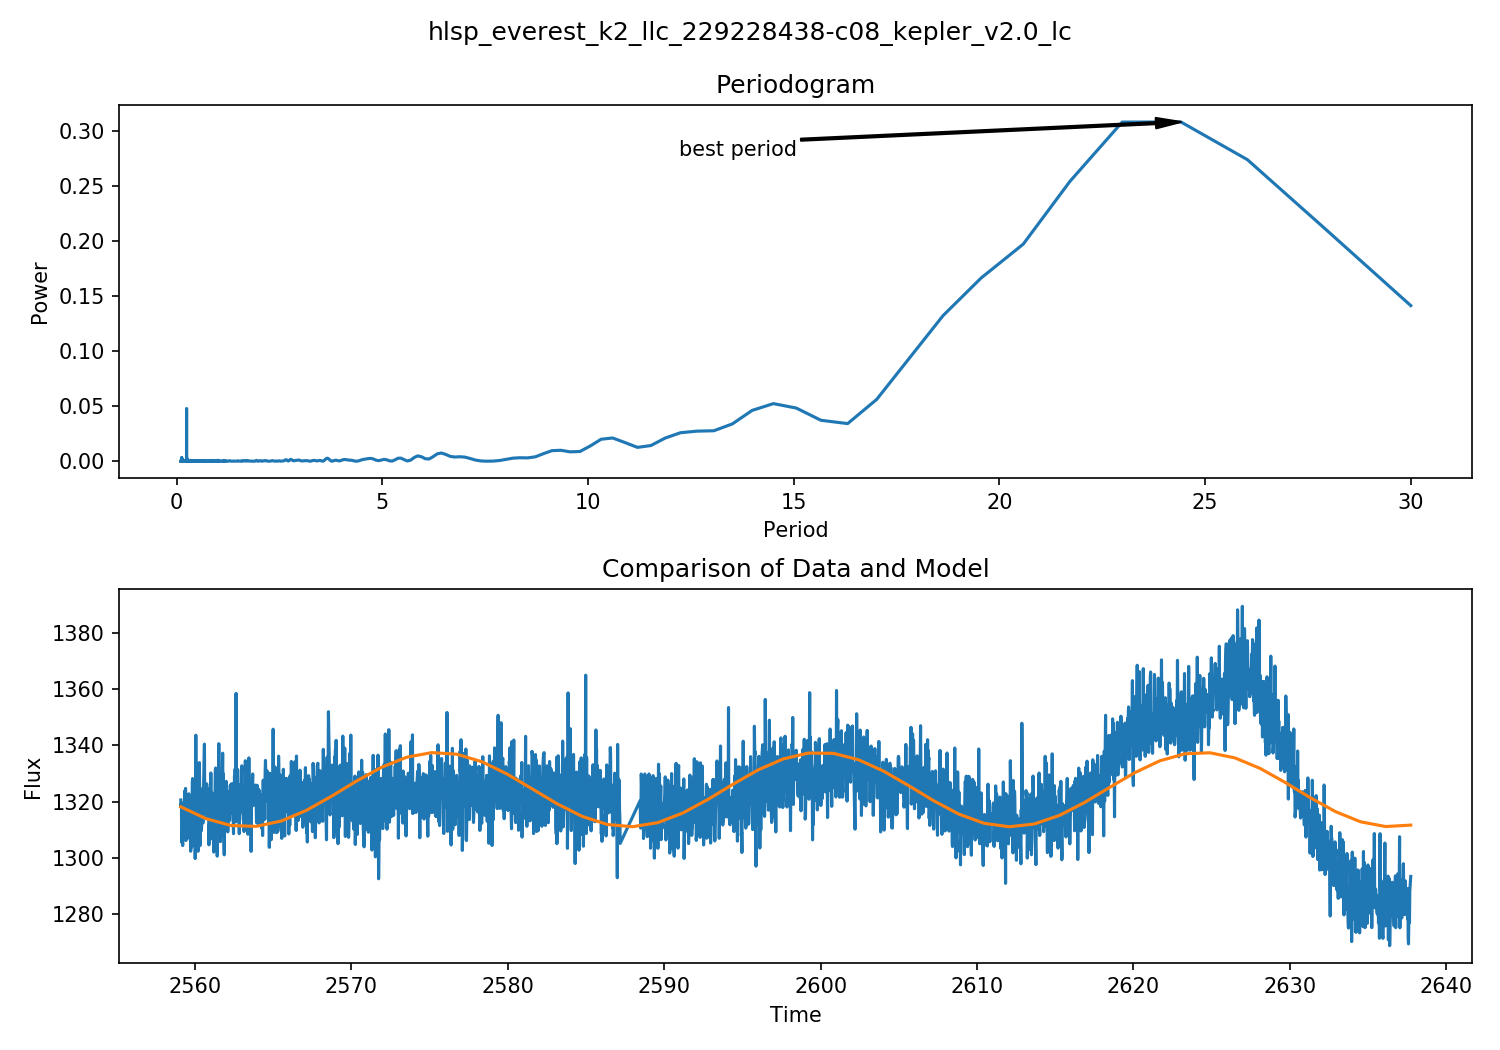 hlsp_everest_k2_llc_229228438-c08_kepler_v2.0_lc
Periodogram
Power
0.30
0.25
0.20
0.15
0.10
0.05
0.00
best period
0 5 10 15 20 25 30
Period
Comparison of Data and Model
Flux
1380
1360
1340
1320
1300
1280
2560 2570 2580 2590 2600 2610 2620 2630 2640
Time